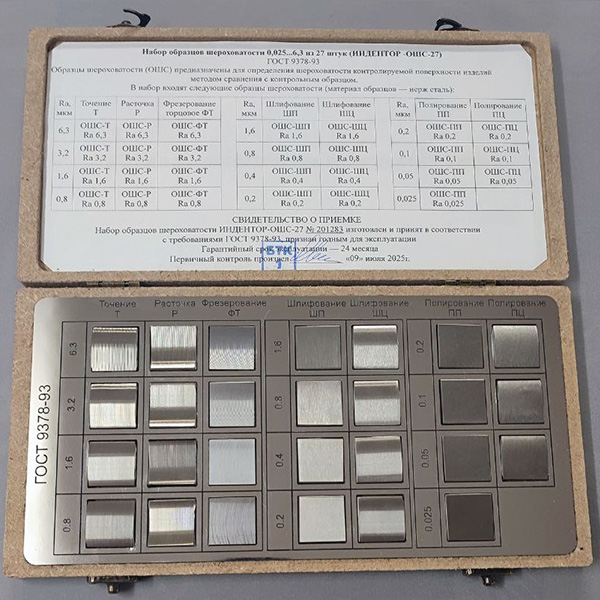 Набор образцов шероховатости 0,025...6,3 из 27 штук (ИНДЕНТОР -ОШС-27)
ГОСТ 9378-93
Образцы шероховатости (ОШС) предназначены для определения шероховатости контролируемой поверхности изделий
методом сравнения с контрольным образцом.
В набор входят следующие образцы шероховатости (материал образцов — нерж, сталь):
Ra, мкм Точение Т Расточка Р Фрезерование торцовое ФТ Ra, мкм Шлифование ШП Шлифование ШЦ Ra, мкм Полирование ПП Полирование ПЦ
6,3 ОШС-Т Ra 6,3 ОШС-Р Ra 6,3 ОШС-ФТ Ra 6,3 1,6 ОШС-ШП Ra 1,6 ОШС-ШЦ Ra 1,6 0,2 ОШС-ПП Ra 0,2 ОШС-ПЦ Ra 0,2
3,2 ОШС-Т Ra 3,2 ОШС-Р Ra 3,2 ОШС-ФТ Ra 3,2 0,8 ОШС-ШП Ra 0,8 ОШС-ШЦ Ra 0,8 0,1 ОШС-ПП Ra 0,1 ОШС-ПЦ Ra 0,1
1,6 ОШС-Т Ra 1,6 ОШС-Р Ra 1,6 ОШС-ФТ Ra 1,6 0,4 ОШС-ШП Ra 0,4 ОШС-ШЦ Ra 0,4 0,05 ОШС-ПП Ra 0,05 ОШС-ПЦ Ra 0,05
0,8 ОШС-Т Ra 0,8 ОШС-Р Ra 0,8 ОШС-ФТ Ra 0,8 0,2 ОШС-ШП Ra 0,2 ОШС-ШЦ Ra 0,2 0,025 ОШС-ПП Ra 0,025
СВИДЕТЕЛЬСТВО О ПРИЕМКЕ
Набор образцов шероховатости ИНДЕНТОР-ОШС-27 № 201283 изготовлен и принят в соответствии
с требованиями ГОСТ 9378-93, признан годным для эксплуатации
Гарантийный срок эксплуатации — 24 месяца
Первичный контроль произвел «09» июля 2025г.
БТК
ГОСТ 9378-93
Точение Т Расточка Р Фрезерование ФТ Шлифование ШП Шлифование ШЦ Полирование ПП Полирование ПЦ
6.3 1.6 0.2
3.2 0.8 0.1
1.6 0.4 0.05
0.8 0.2 0.025